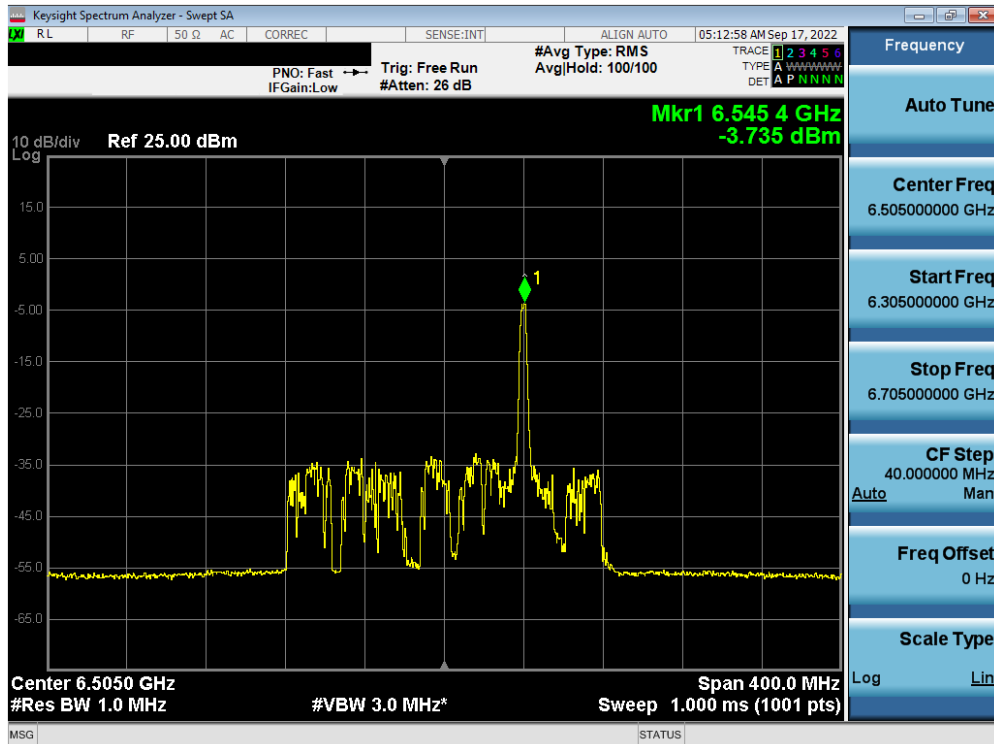 Keysight Spectrum Analyzer - Swept SA
LXI RL RF 50 Ω AC CORREC SENSE:INT ALIGN AUTO 05:12:58 AM Sep 17, 2022
PNO: Fast Trig: Free Run #Avg Type: RMS TRACE 1 2 3 4 5 6
IFGain:Low #Atten: 26 dB Avg|Hold: 100/100 TYPE A WWWWW
DET A P N N N N
Mkr1 6.545 4 GHz
-3.735 dBm
10 dB/div Ref 25.00 dBm
Log
15.0
5.00
1
-5.00
-15.0
-25.0
-35.0
-45.0
-55.0
-65.0
Center 6.5050 GHz Span 400.0 MHz
#Res BW 1.0 MHz #VBW 3.0 MHz* Sweep 1.000 ms (1001 pts)
MSG STATUS
Frequency
Auto Tune
Center Freq
6.505000000 GHz
Start Freq
6.305000000 GHz
Stop Freq
6.705000000 GHz
CF Step
40.000000 MHz
Auto Man
Freq Offset
0 Hz
Scale Type
Log Lin